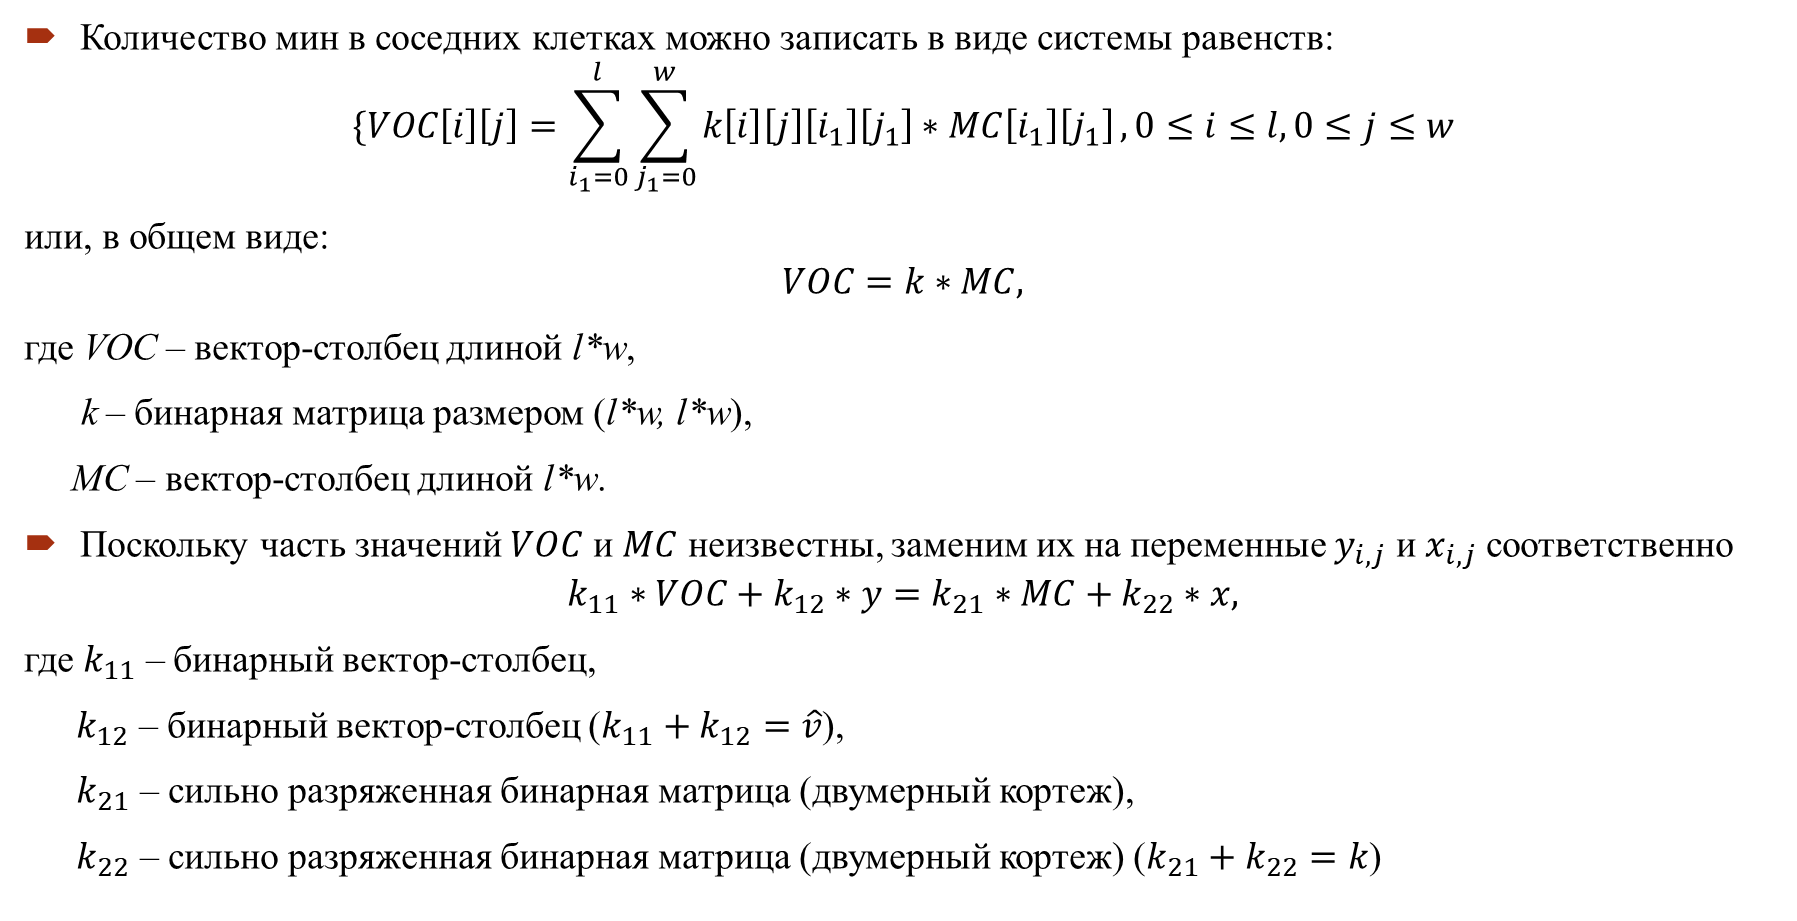 Количество мин в соседних клетках можно записать в виде системы равенств:
{VOC[i][j] = ∑_{i₁=0}^{l} ∑_{j₁=0}^{w} k[i][j][i₁][j₁] ∗ MC[i₁][j₁], 0 ≤ i ≤ l, 0 ≤ j ≤ w
или, в общем виде:
VOC = k ∗ MC,
где VOC – вектор-столбец длиной l*w,
k – бинарная матрица размером (l*w, l*w),
MC – вектор-столбец длиной l*w.
Поскольку часть значений VOC и MC неизвестны, заменим их на переменные y_{i,j} и x_{i,j} соответственно
k₁₁ ∗ VOC + k₁₂ ∗ y = k₂₁ ∗ MC + k₂₂ ∗ x,
где k₁₁ – бинарный вектор-столбец,
k₁₂ – бинарный вектор-столбец (k₁₁ + k₁₂ = v̂),
k₂₁ – сильно разряженная бинарная матрица (двумерный кортеж),
k₂₂ – сильно разряженная бинарная матрица (двумерный кортеж) (k₂₁ + k₂₂ = k)